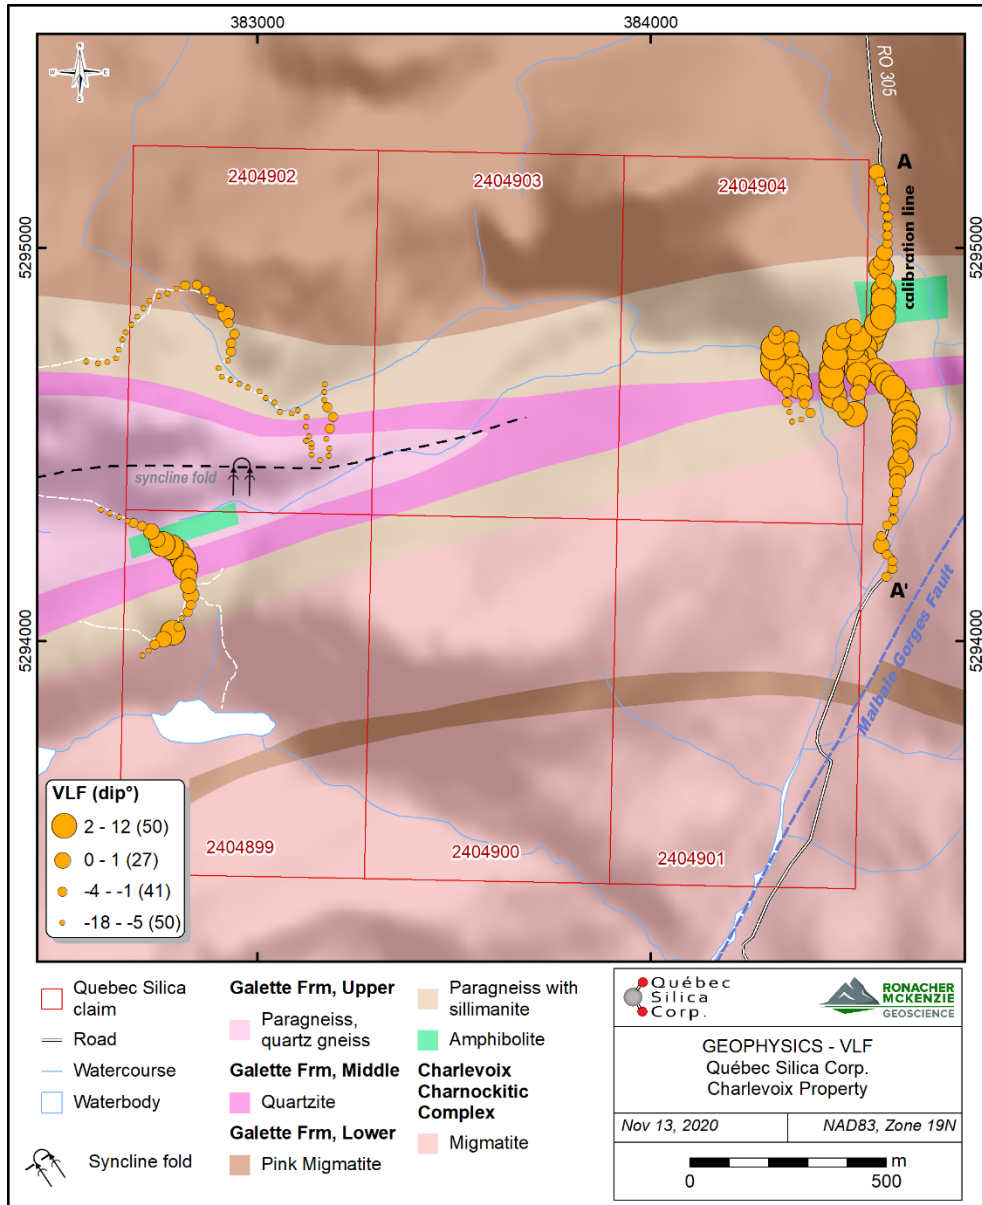 383000
384000
N
W
E
S
RO 305
2404902
2404903
2404904
A
calibration line
5295000
5295000
syncline fold
A'
5294000
5294000
Malbaie Gorges Fault
VLF (dip°)
2 - 12 (50)
0 - 1 (27)
-4 - -1 (41)
-18 - -5 (50)
2404899
2404900
2404901
Quebec Silica
claim
Road
Watercourse
Waterbody
Syncline fold
Galette Frm, Upper
Paragneiss,
quartz gneiss
Galette Frm, Middle
Quartzite
Galette Frm, Lower
Pink Migmatite
Paragneiss with
sillimanite
Amphibolite
Charlevoix
Charnockitic
Complex
Migmatite
Québec
Silica
Corp.
RONACHER
MCKENZIE
GEOSCIENCE
GEOPHYSICS - VLF
Québec Silica Corp.
Charlevoix Property
Nov 13, 2020
NAD83, Zone 19N
m
0
500